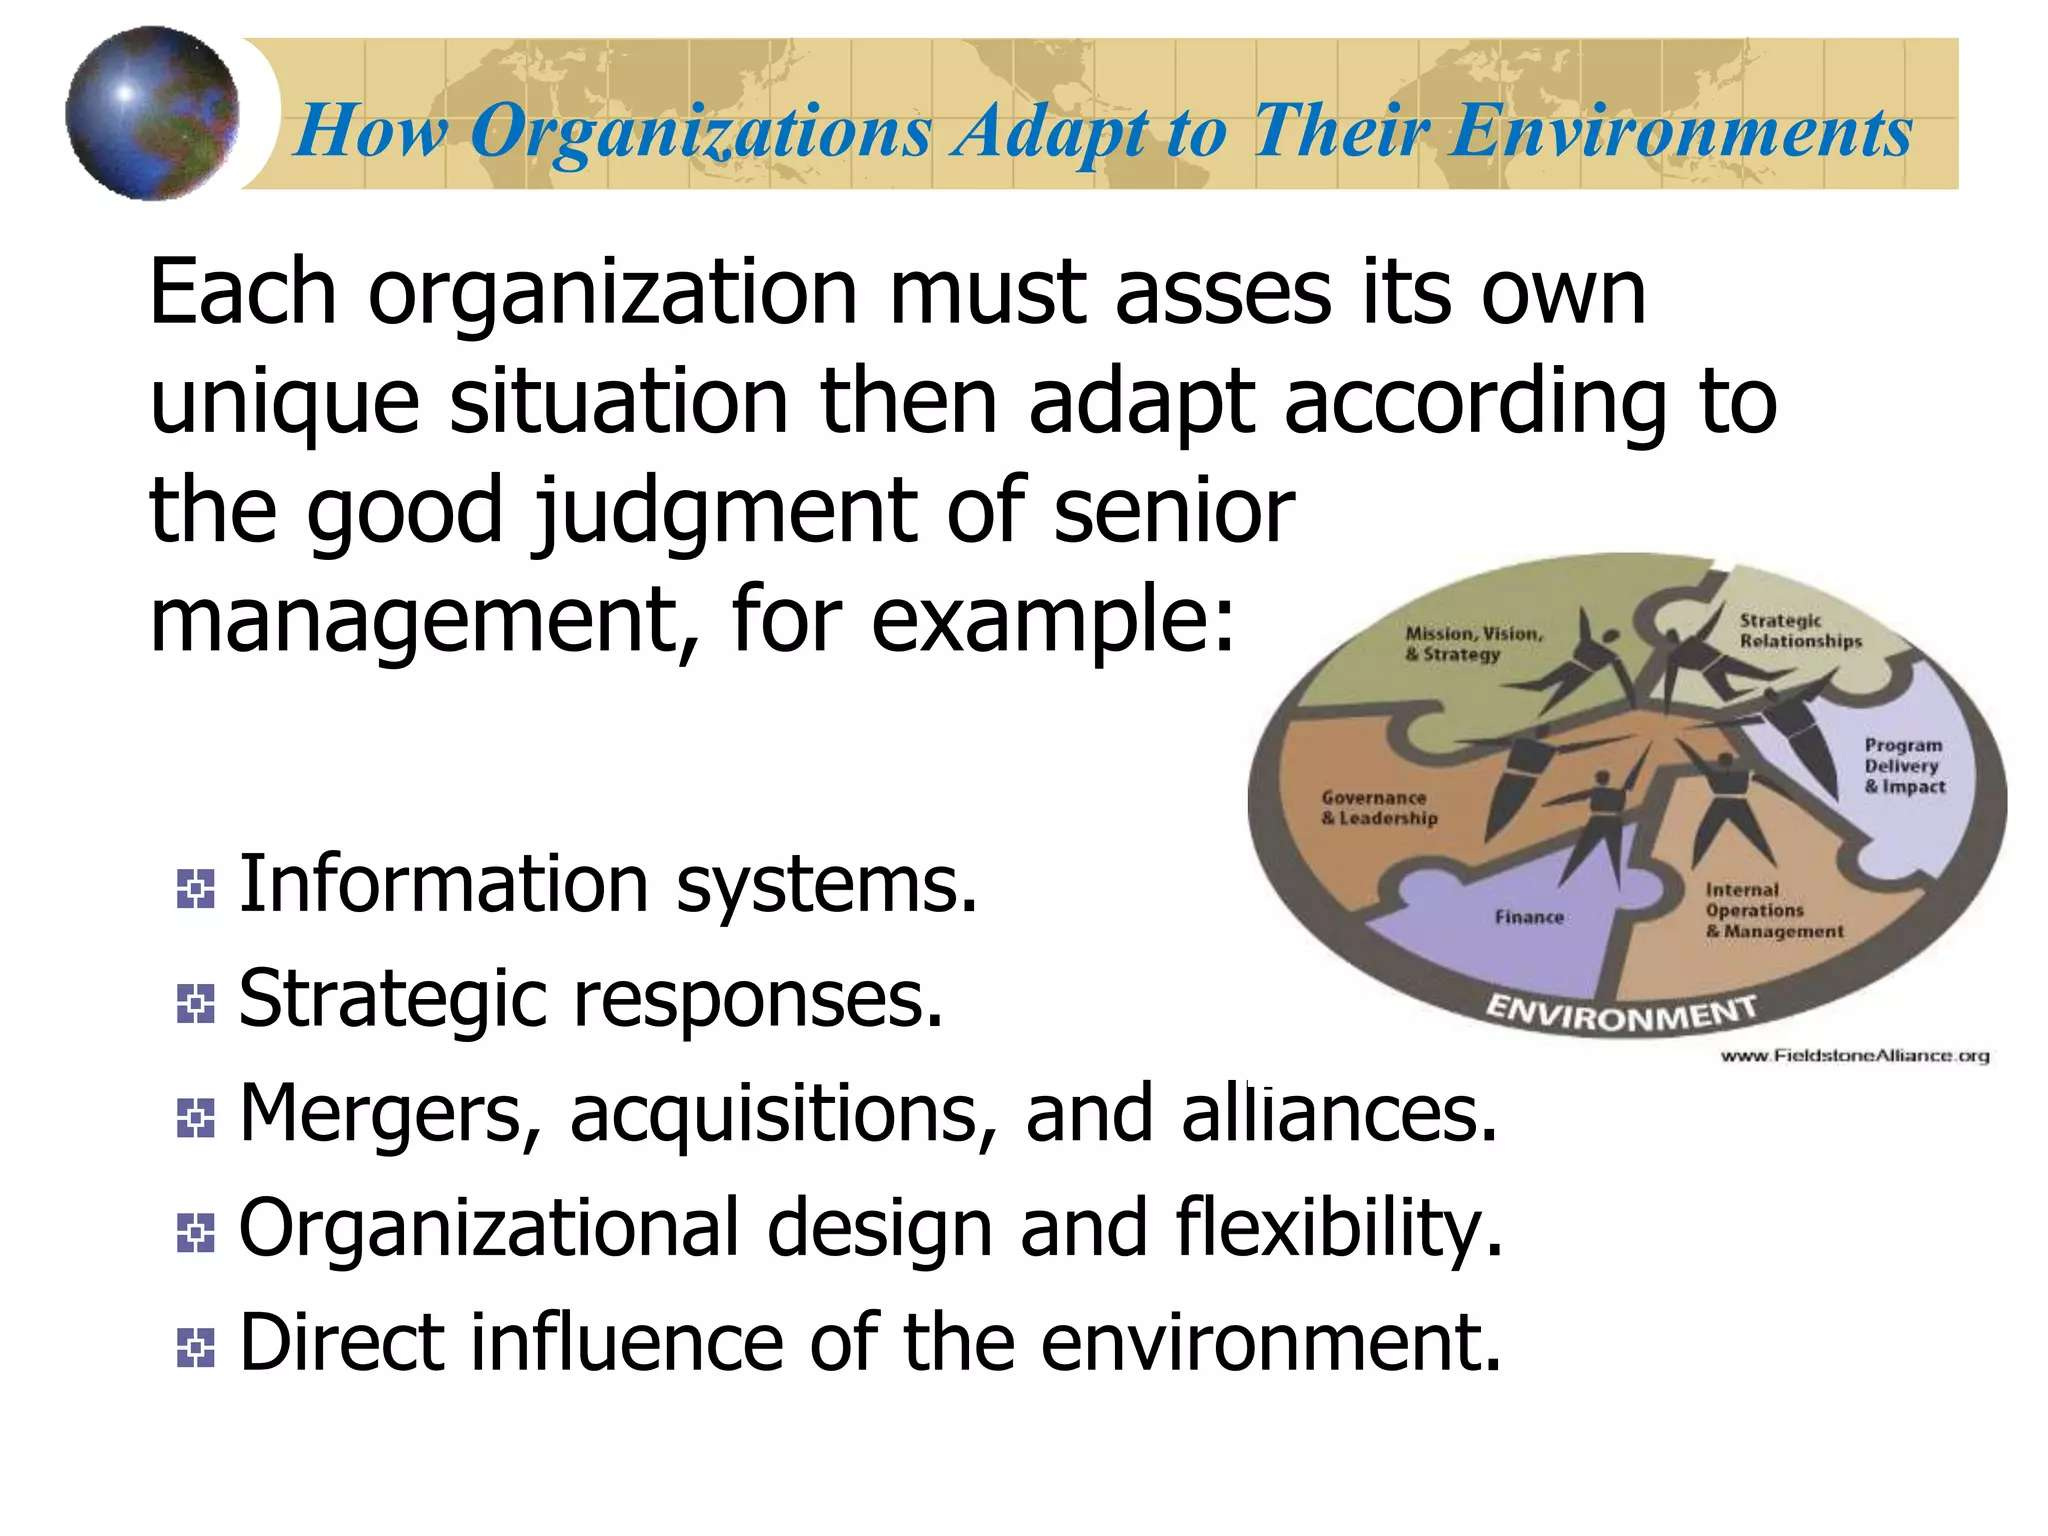 How Organizations Adapt to Their Environments
Each organization must asses its own
unique situation then adapt according to
the good judgment of senior
management, for example:
Information systems.
Strategic responses.
Mergers, acquisitions, and alliances.
Organizational design and flexibility.
Direct influence of the environment.
Mission, Vision,
& Strategy
Strategic
Relationships
Program
Delivery
& Impact
Governance
& Leadership
Finance
Internal
Operations
& Management
ENVIRONMENT
www.FieldstoneAlliance.org